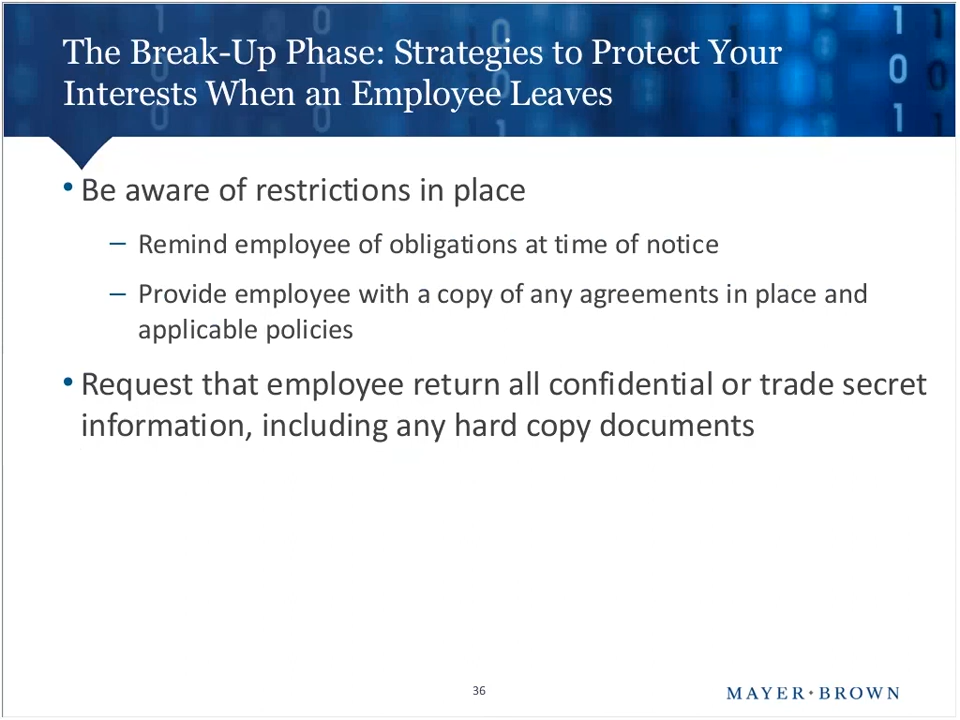 The Break-Up Phase: Strategies to Protect Your
Interests When an Employee Leaves
• Be aware of restrictions in place
– Remind employee of obligations at time of notice
– Provide employee with a copy of any agreements in place and
applicable policies
• Request that employee return all confidential or trade secret
information, including any hard copy documents
36
MAYER • BROWN